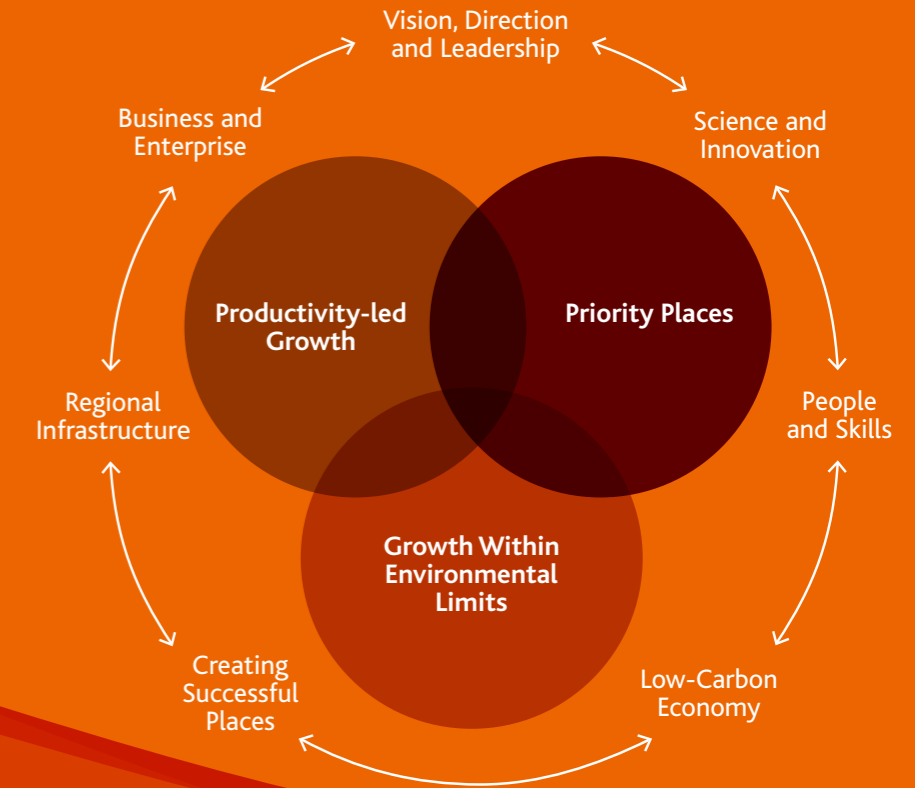 Vision, Direction
and Leadership
Business and
Enterprise
Science and
Innovation
Productivity-led
Growth
Priority Places
Regional
Infrastructure
People
and Skills
Growth Within
Environmental
Limits
Creating
Successful
Places
Low-Carbon
Economy